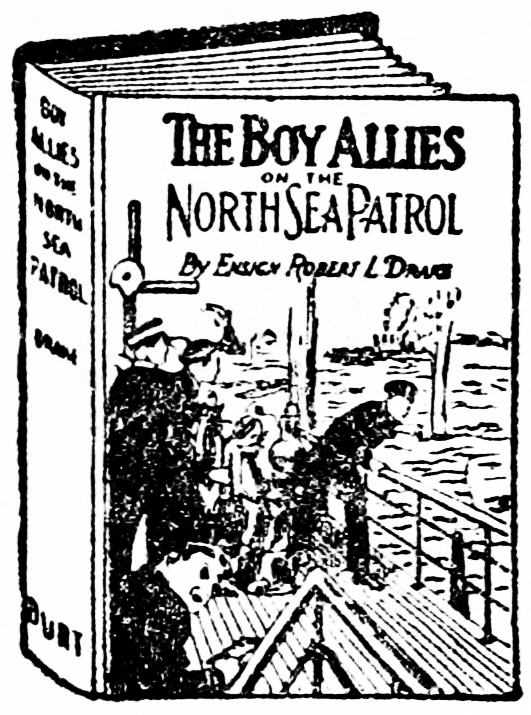 BOY
ALLIES
ON THE
NORTH
SEA
PATROL
DRAKE
BURT
THE BOY ALLIES
ON THE
NORTH SEA PATROL
BY ENSIGN ROBERT L DRAKE